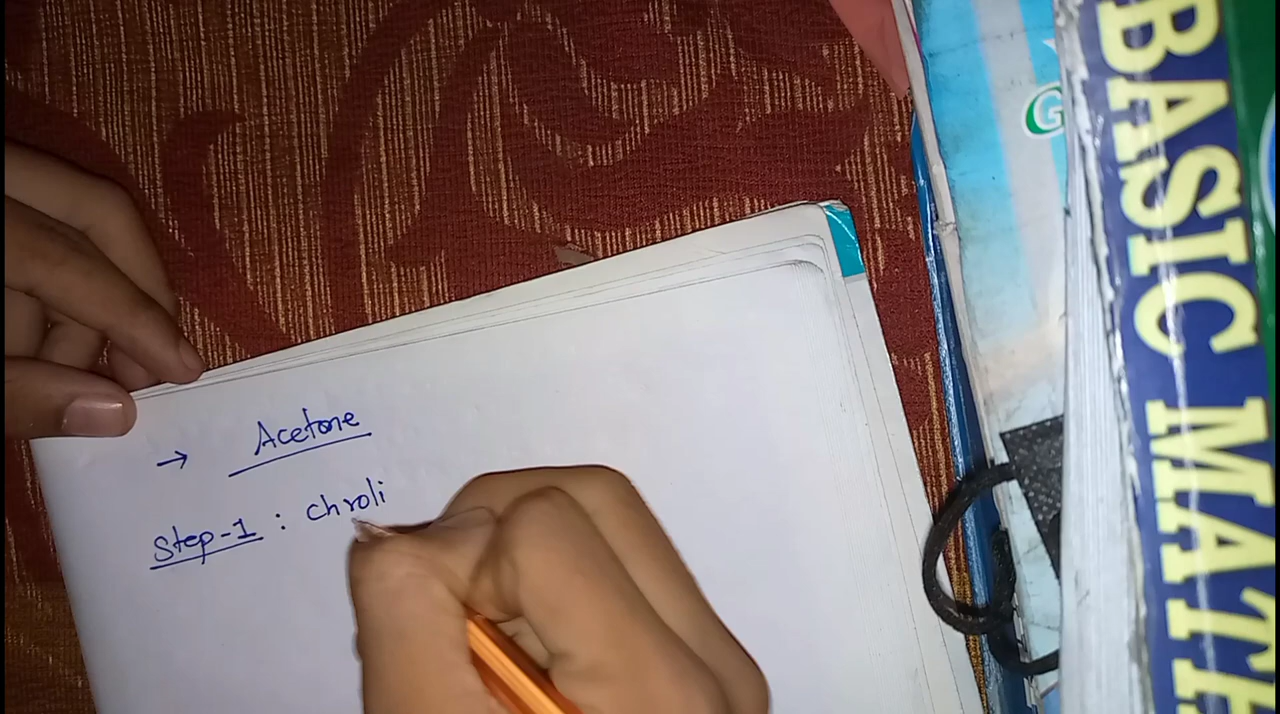 → Acetone
Step-1 : chroli
BASIC MATH
G